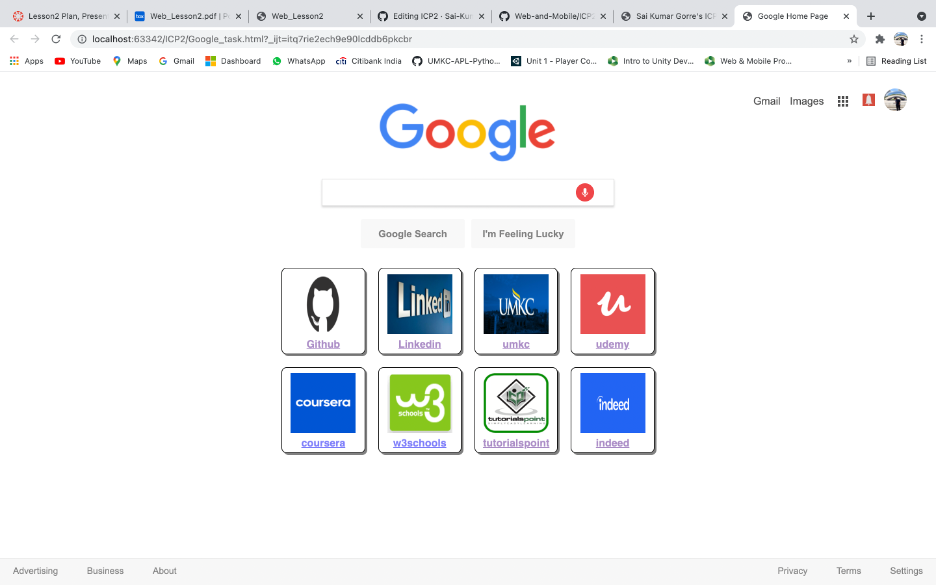 Lesson2 Plan, Presen
Web_Lesson2.pdf | P
Web_Lesson2
Editing ICP2 · Sai-Ku
Web-and-Mobile/ICP
Sai Kumar Gorre's IC
Google Home Page
localhost:63342/ICP2/Google_task.html?_ijt=itq7rie2ech9e90lcddb6pkcbr
Apps
YouTube
Maps
Gmail
Dashboard
WhatsApp
Citibank India
UMKC-APL-Pytho...
Unit 1 - Player Co...
Intro to Unity Dev...
Web & Mobile Pro...
»
Reading List
Gmail Images
Google
Google Search
I'm Feeling Lucky
Linked
UMKC
Github
Linkedin
umkc
udemy
coursera
w3 schools
tutorialspoint
indeed
coursera
w3schools
tutorialspoint
indeed
Advertising
Business
About
Privacy
Terms
Settings